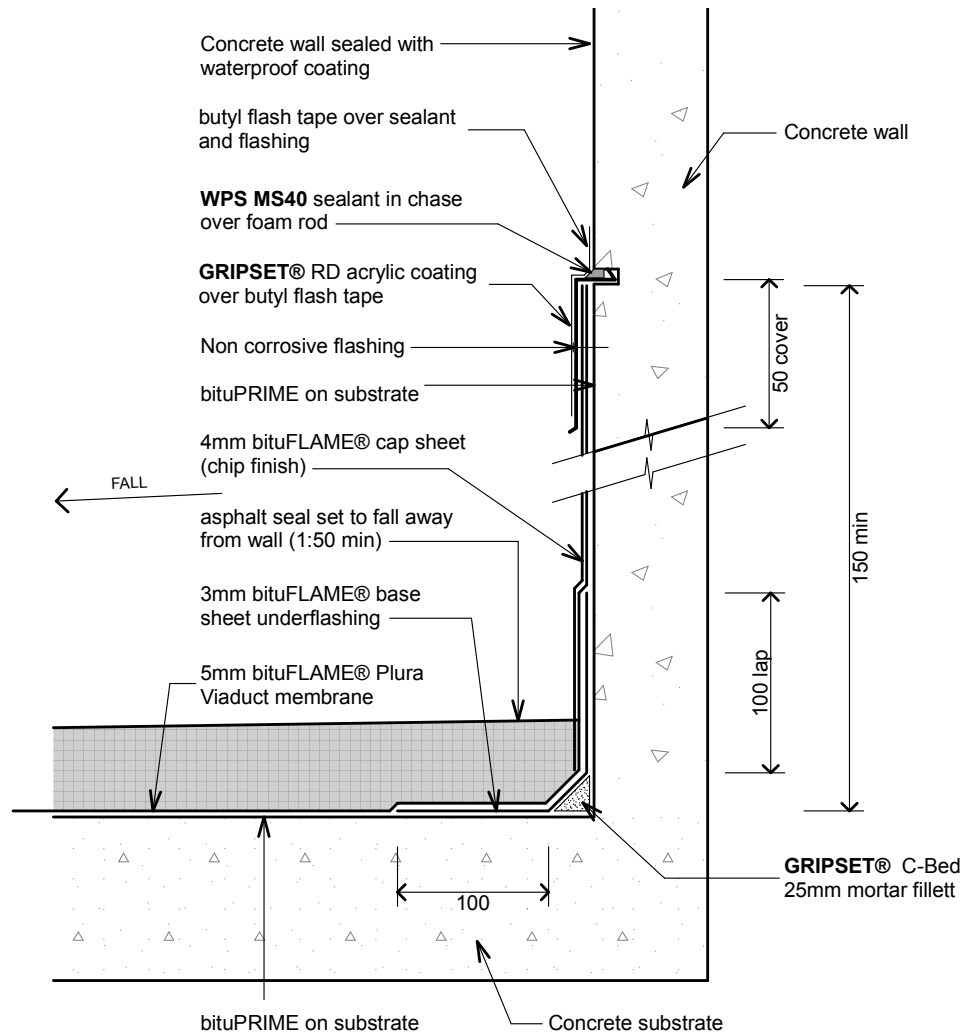 Concrete wall sealed with
waterproof coating
butyl flash tape over sealant
and flashing
Concrete wall
WPS MS40 sealant in chase
over foam rod
GRIPSET® RD acrylic coating
over butyl flash tape
Non corrosive flashing
50 cover
bituPRIME on substrate
4mm bituFLAME® cap sheet
(chip finish)
FALL
asphalt seal set to fall away
from wall (1:50 min)
150 min
3mm bituFLAME® base
sheet underflashing
100 lap
5mm bituFLAME® Plura
Viaduct membrane
GRIPSET® C-Bed
25mm mortar fillett
100
bituPRIME on substrate
Concrete substrate